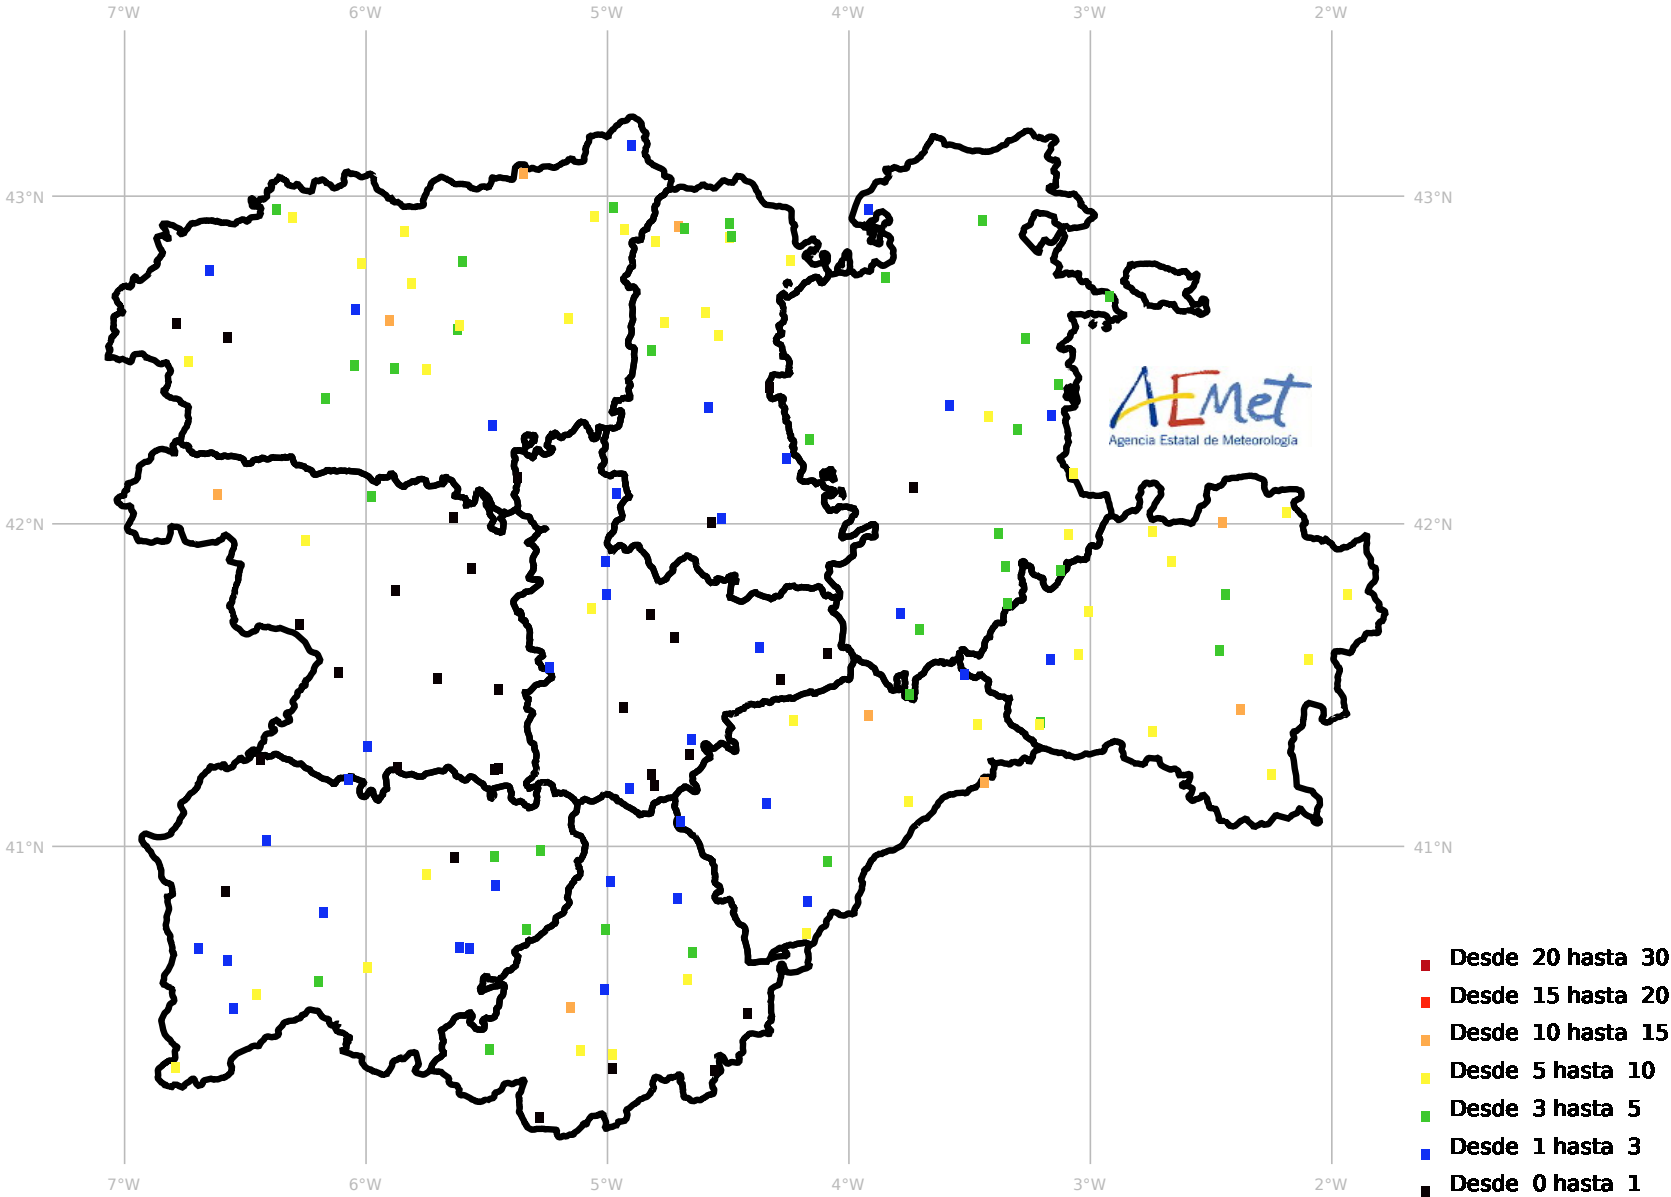 7°W 6°W 5°W 4°W 3°W 2°W
43°N 43°N
AEMet
Agencia Estatal de Meteorología
42°N 42°N
41°N 41°N
Desde 20 hasta 30
Desde 15 hasta 20
Desde 10 hasta 15
Desde 5 hasta 10
Desde 3 hasta 5
Desde 1 hasta 3
Desde 0 hasta 1
7°W 6°W 5°W 4°W 3°W 2°W